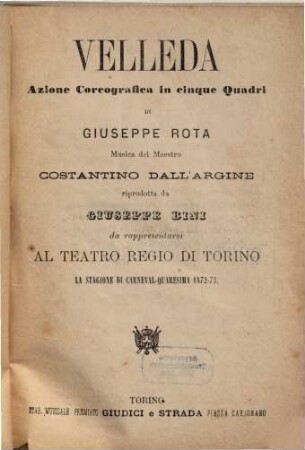 VELLEDA
Azione Coreografica in cinque Quadri
DI
GIUSEPPE ROTA
Musica del Maestro
COSTANTINO DALL'ARGINE
riprodotta da
GIUSEPPE BINI
da rappresentarsi
AL TEATRO REGIO DI TORINO
LA STAGIONE DI CARNEVAL-QUARESIMA 1872-73.
TORINO
STAB. MUSICALE PREMIATO GIUDICI e STRADA PIAZZA CARIGNANO